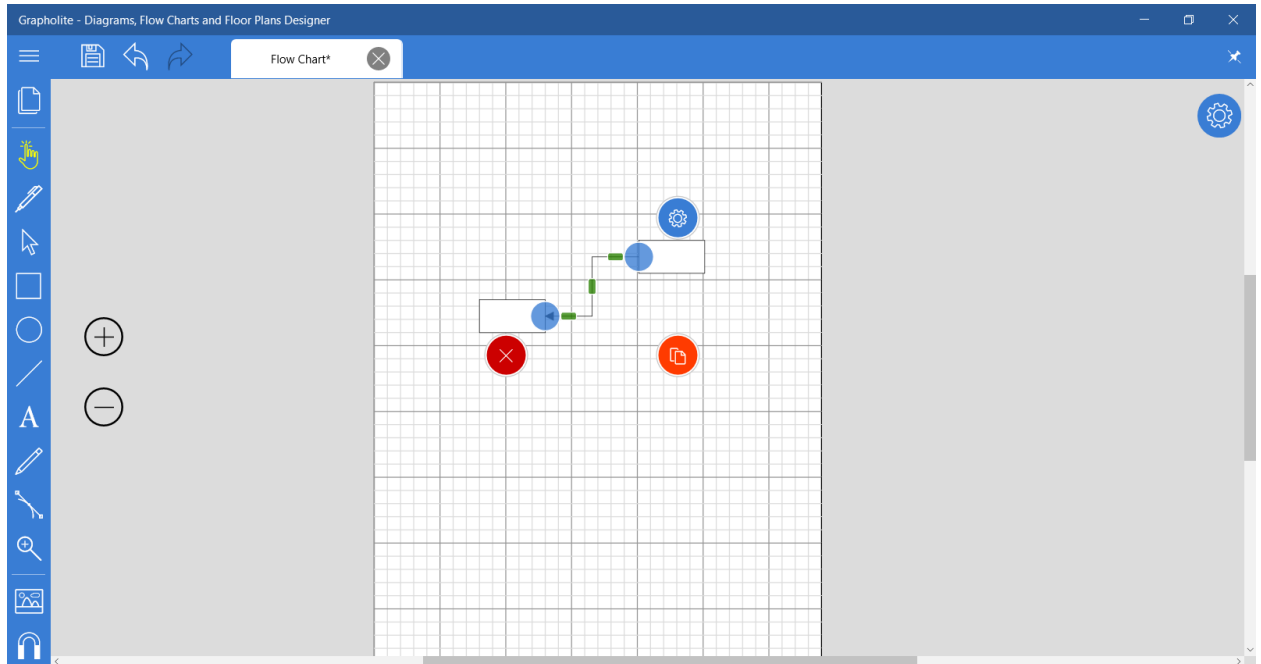 Grapholite - Diagrams, Flow Charts and Floor Plans Designer
Flow Chart*
A